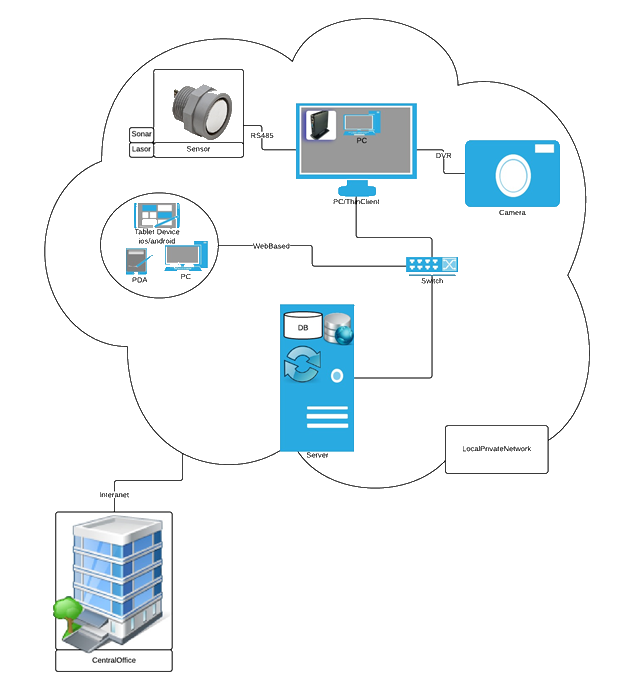 Sonar
Lasor
Sensor
RS485
PC
PC/ThinClient
DVR
Camera
Tablet Device
ios/android
PDA
PC
WebBased
Switch
DB
Server
LocalPrivateNetwork
Interanet
CentralOffice